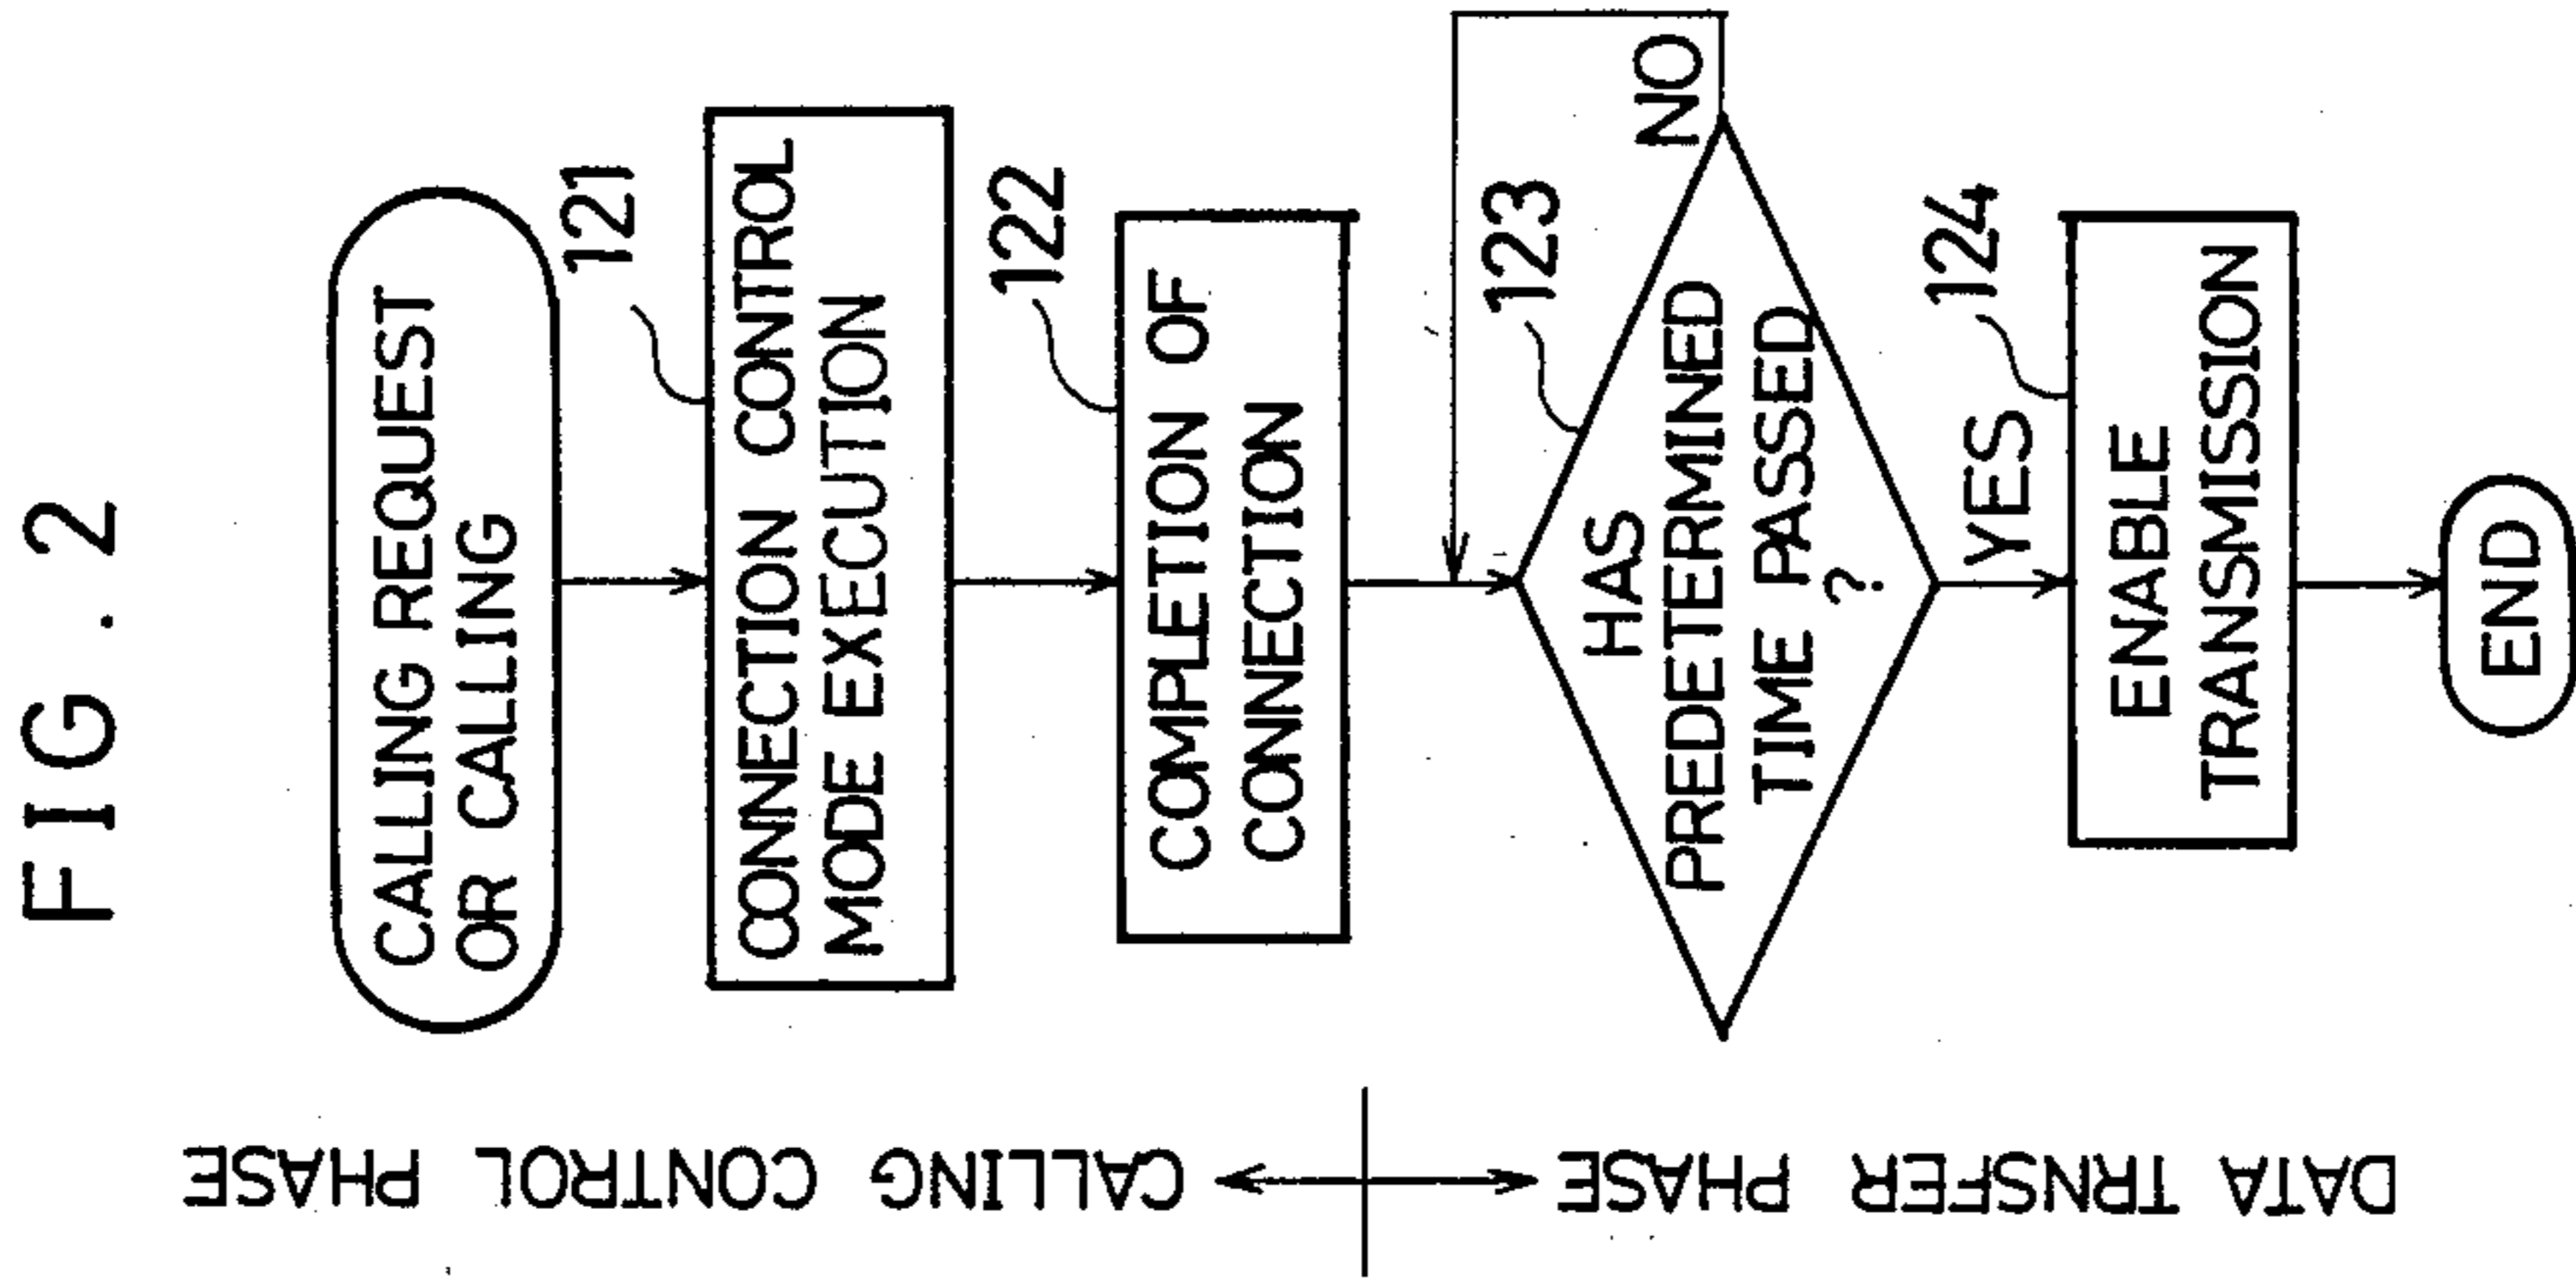 FIG. 2
CALLING REQUEST
OR CALLING
121
CONNECTION CONTROL
MODE EXECUTION
122
COMPLETION OF
CONNECTION
123
HAS
PREDETERMINED
TIME PASSED
?
NO
YES
124
ENABLE
TRANSMISSION
END
CALLING CONTROL PHASE
DATA TRNSFER PHASE